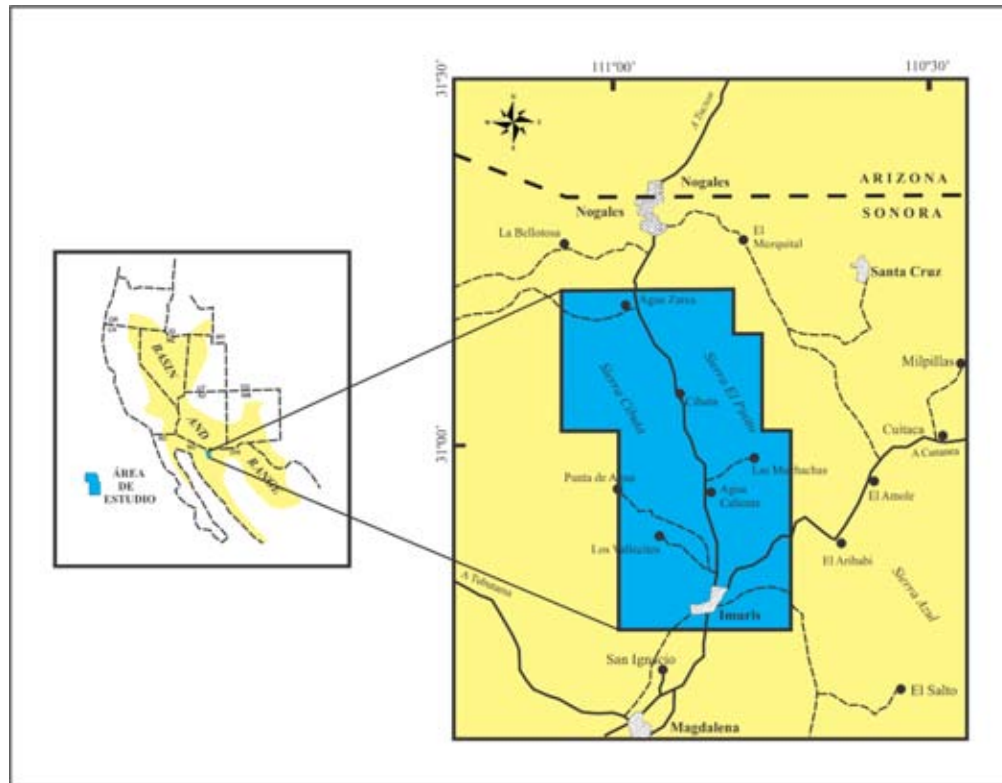 111°00'
110°30'
31°30'
31°00'
A Tucson
Nogales
ARIZONA
SONORA
Nogales
La Bellotosa
El
Mezquital
Santa Cruz
Agua Zarca
Sierra Cibuta
Sierra El Pinito
Cibuta
Milpillas
Cuitaca
A Cananea
Las Muchachas
Punta de Agua
Agua
Caliente
El Amole
Los Vallecitos
El Aribabi
Sierra Azul
A Tubutama
Imuris
San Ignacio
El Salto
Magdalena
BASIN
AND
RANGE
ÁREA
DE
ESTUDIO